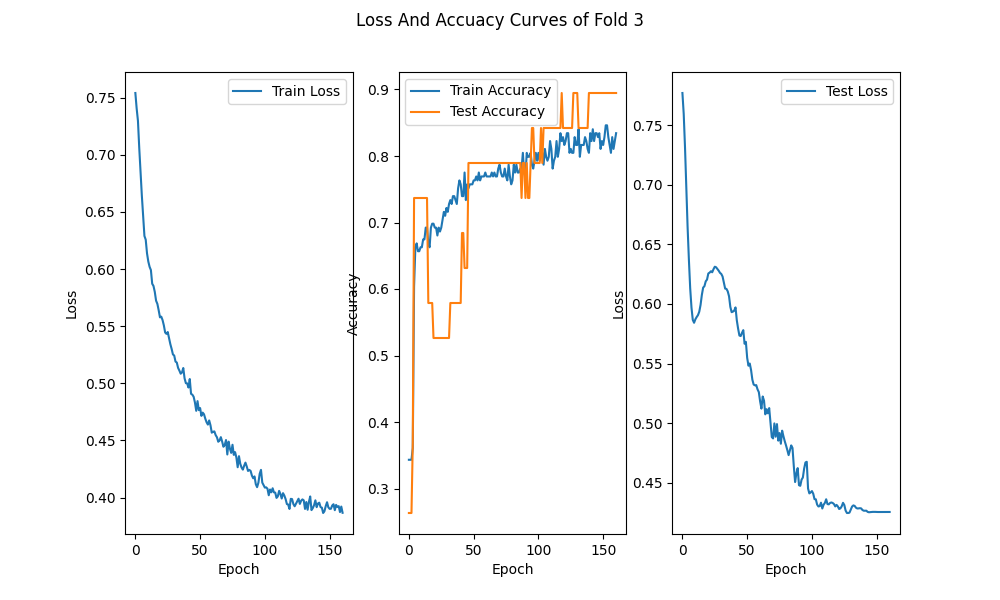 Loss And Accuacy Curves of Fold 3
Train Loss
0.75
0.70
0.65
0.60
0.55
0.50
0.45
0.40
Loss
0 50 100 150
Epoch
Train Accuracy
Test Accuracy
0.9
0.8
0.7
0.6
0.5
0.4
0.3
Accuracy
0 50 100 150
Epoch
Test Loss
0.75
0.70
0.65
0.60
0.55
0.50
0.45
Loss
0 50 100 150
Epoch